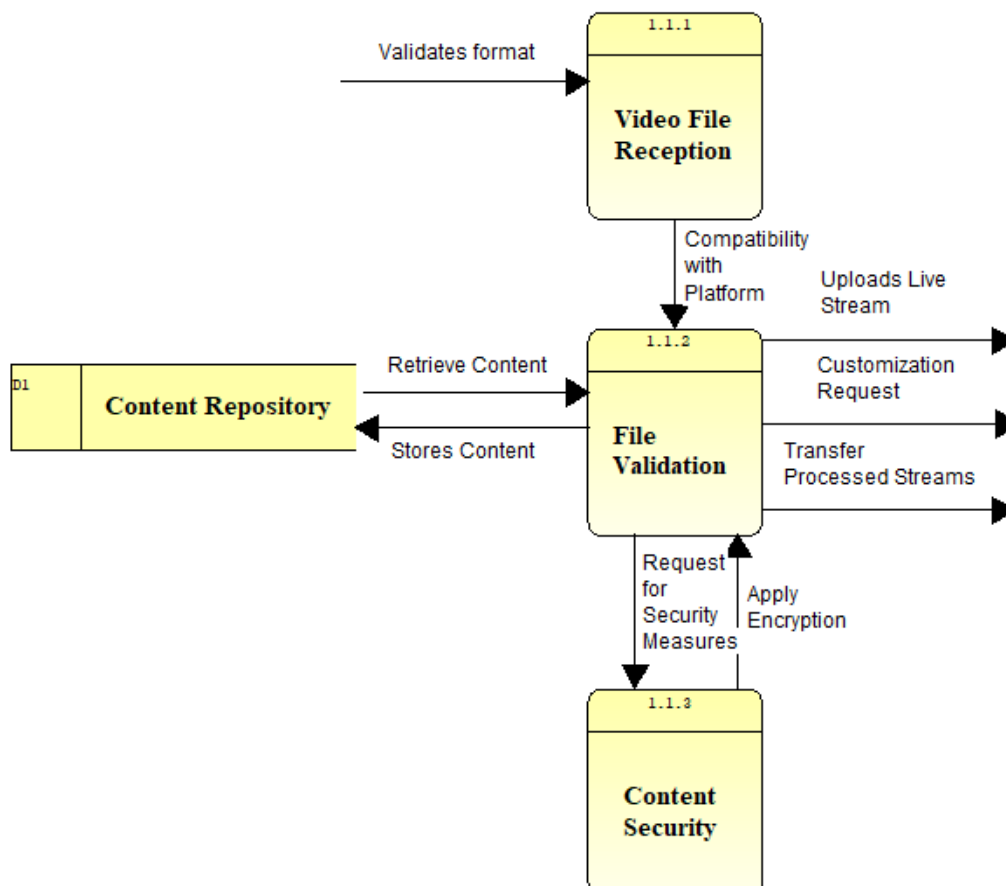 1.1.1
Validates format
Video File
Reception
Compatibility
with
Platform
Uploads Live
Stream
1.1.2
Retrieve Content
Customization
Request
D1
Content Repository
File
Validation
Stores Content
Transfer
Processed Streams
Request
for
Security
Measures
Apply
Encryption
1.1.3
Content
Security